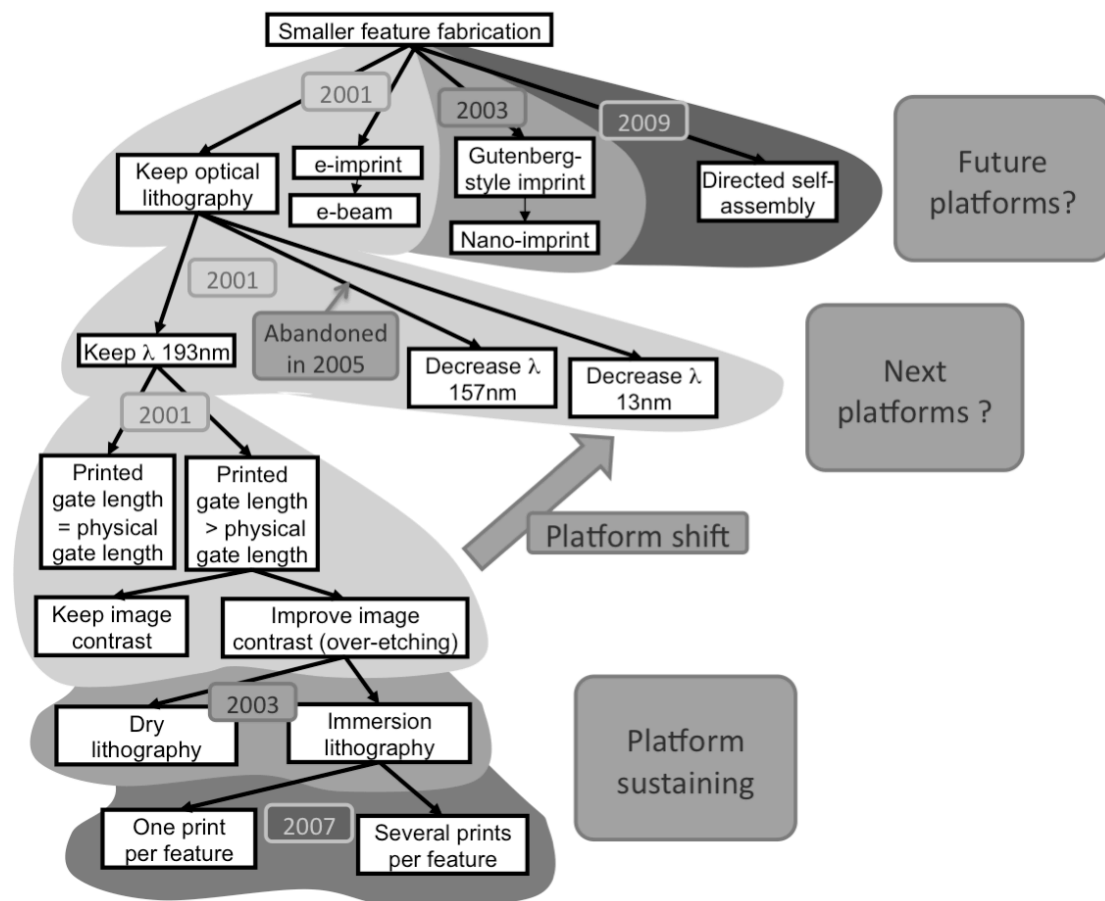 Smaller feature fabrication
2001
2003
2009
Keep optical
lithography
e-imprint
e-beam
Gutenberg-
style imprint
Nano-imprint
Directed self-
assembly
Future
platforms?
2001
Abandoned
in 2005
Keep λ 193nm
Decrease λ
157nm
Decrease λ
13nm
Next
platforms ?
2001
Printed
gate length
= physical
gate length
Printed
gate length
> physical
gate length
Platform shift
Keep image
contrast
Improve image
contrast (over-etching)
2003
Dry
lithography
Immersion
lithography
Platform
sustaining
One print
per feature
2007
Several prints
per feature